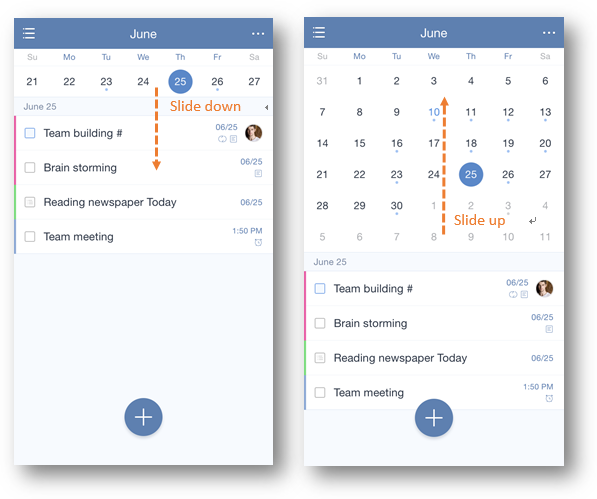 June
Su Mo Tu We Th Fr Sa
21 22 23 24 25 26 27
Slide down
June 25
Team building # 06/25
Brain storming 06/25
Reading newspaper Today 06/25
Team meeting 1:50 PM
June
Su Mo Tu We Th Fr Sa
31 1 2 3 4 5 6
7 8 9 10 11 12 13
14 15 16 17 18 19 20
21 22 23 24 25 26 27
28 29 30 1 2 3 4
Slide up
5 6 7 8 9 10 11
June 25
Team building # 06/25
Brain storming 06/25
Reading newspaper Today 06/25
Team meeting 1:50 PM